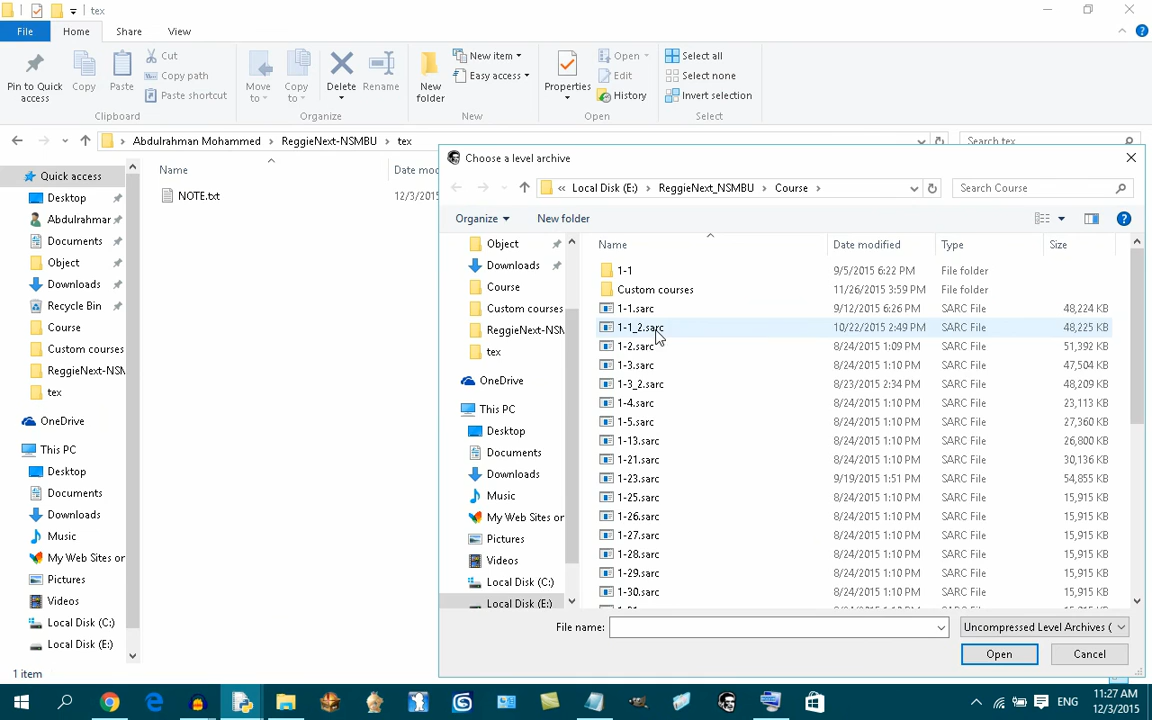 tex
File
Home
Share
View
Pin to Quick access
Copy
Paste
Cut
Copy path
Paste shortcut
Clipboard
Move to
Copy to
Delete
Rename
Organize
New folder
New item
Easy access
New
Properties
Open
Edit
History
Open
Select all
Select none
Invert selection
Select
Abdulrahman Mohammed > ReggieNext-NSMBU > tex
Search tex
Quick access
Desktop
Abdulrahmar
Documents
Object
Downloads
Recycle Bin
Course
Custom courses
ReggieNext-NSM
tex
OneDrive
This PC
Desktop
Documents
Downloads
Music
My Web Sites or
Pictures
Videos
Local Disk (C:)
Local Disk (E:)
Name
Date mo
NOTE.txt
12/3/2015
1 item
Choose a level archive
« Local Disk (E:) > ReggieNext_NSMBU > Course >
Search Course
Organize
New folder
Object
Downloads
Course
Custom courses
ReggieNext-NSM
tex
OneDrive
This PC
Desktop
Documents
Downloads
Music
My Web Sites on
Pictures
Videos
Local Disk (C:)
Local Disk (E:)
Name Date modified Type Size
1-1 9/5/2015 6:22 PM File folder
Custom courses 11/26/2015 3:59 PM File folder
1-1.sarc 9/12/2015 6:26 PM SARC File 48,224 KB
1-1_2.sarc 10/22/2015 2:49 PM SARC File 48,225 KB
1-2.sarc 8/24/2015 1:09 PM SARC File 51,392 KB
1-3.sarc 8/24/2015 1:10 PM SARC File 47,504 KB
1-3_2.sarc 8/23/2015 2:34 PM SARC File 48,209 KB
1-4.sarc 8/24/2015 1:10 PM SARC File 23,113 KB
1-5.sarc 8/24/2015 1:10 PM SARC File 27,360 KB
1-13.sarc 8/24/2015 1:10 PM SARC File 26,800 KB
1-21.sarc 8/24/2015 1:10 PM SARC File 30,136 KB
1-23.sarc 9/19/2015 1:51 PM SARC File 54,855 KB
1-25.sarc 8/24/2015 1:10 PM SARC File 15,915 KB
1-26.sarc 8/24/2015 1:10 PM SARC File 15,915 KB
1-27.sarc 8/24/2015 1:10 PM SARC File 15,915 KB
1-28.sarc 8/24/2015 1:10 PM SARC File 15,915 KB
1-29.sarc 8/24/2015 1:10 PM SARC File 15,915 KB
1-30.sarc 8/24/2015 1:10 PM SARC File 15,915 KB
File name:
Uncompressed Level Archives (
Open
Cancel
ENG
11:27 AM
12/3/2015